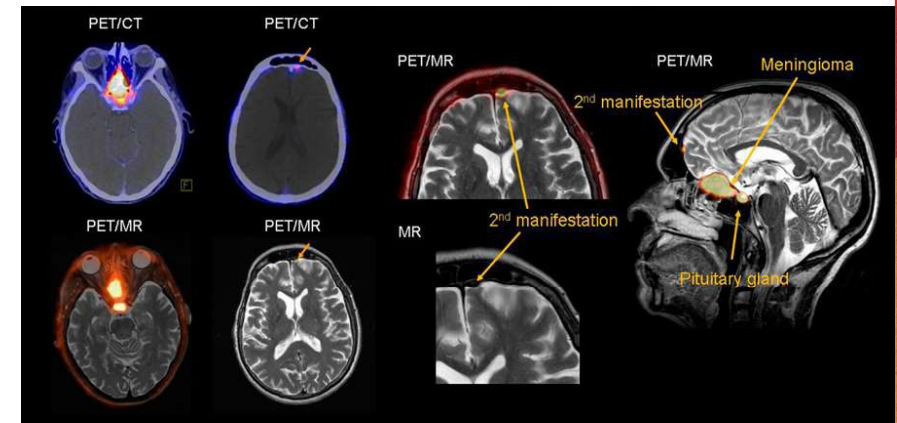 PET/CT
PET/CT
PET/MR
PET/MR
Meningioma
2nd manifestation
F
PET/MR
PET/MR
MR
2nd manifestation
Pituitary gland